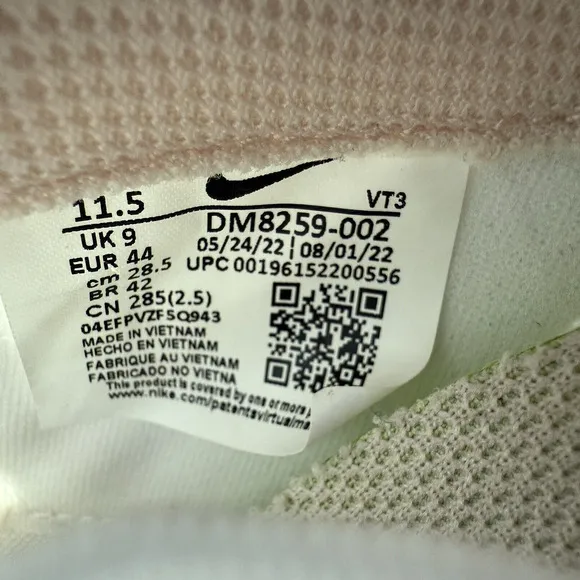 11.5
VT3
UK 9
DM8259-002
EUR 44
05/24/22 | 08/01/22
cm 28.5
UPC 00196152200556
BR 42
CN 285(2.5)
MADE IN VIETNAM
HECHO EN VIETNAM
FABRIQUE AU VIETNAM
FABRICADO NO VIETNA
This product is covered by one or more
www.nike.com/patentsvirtualma